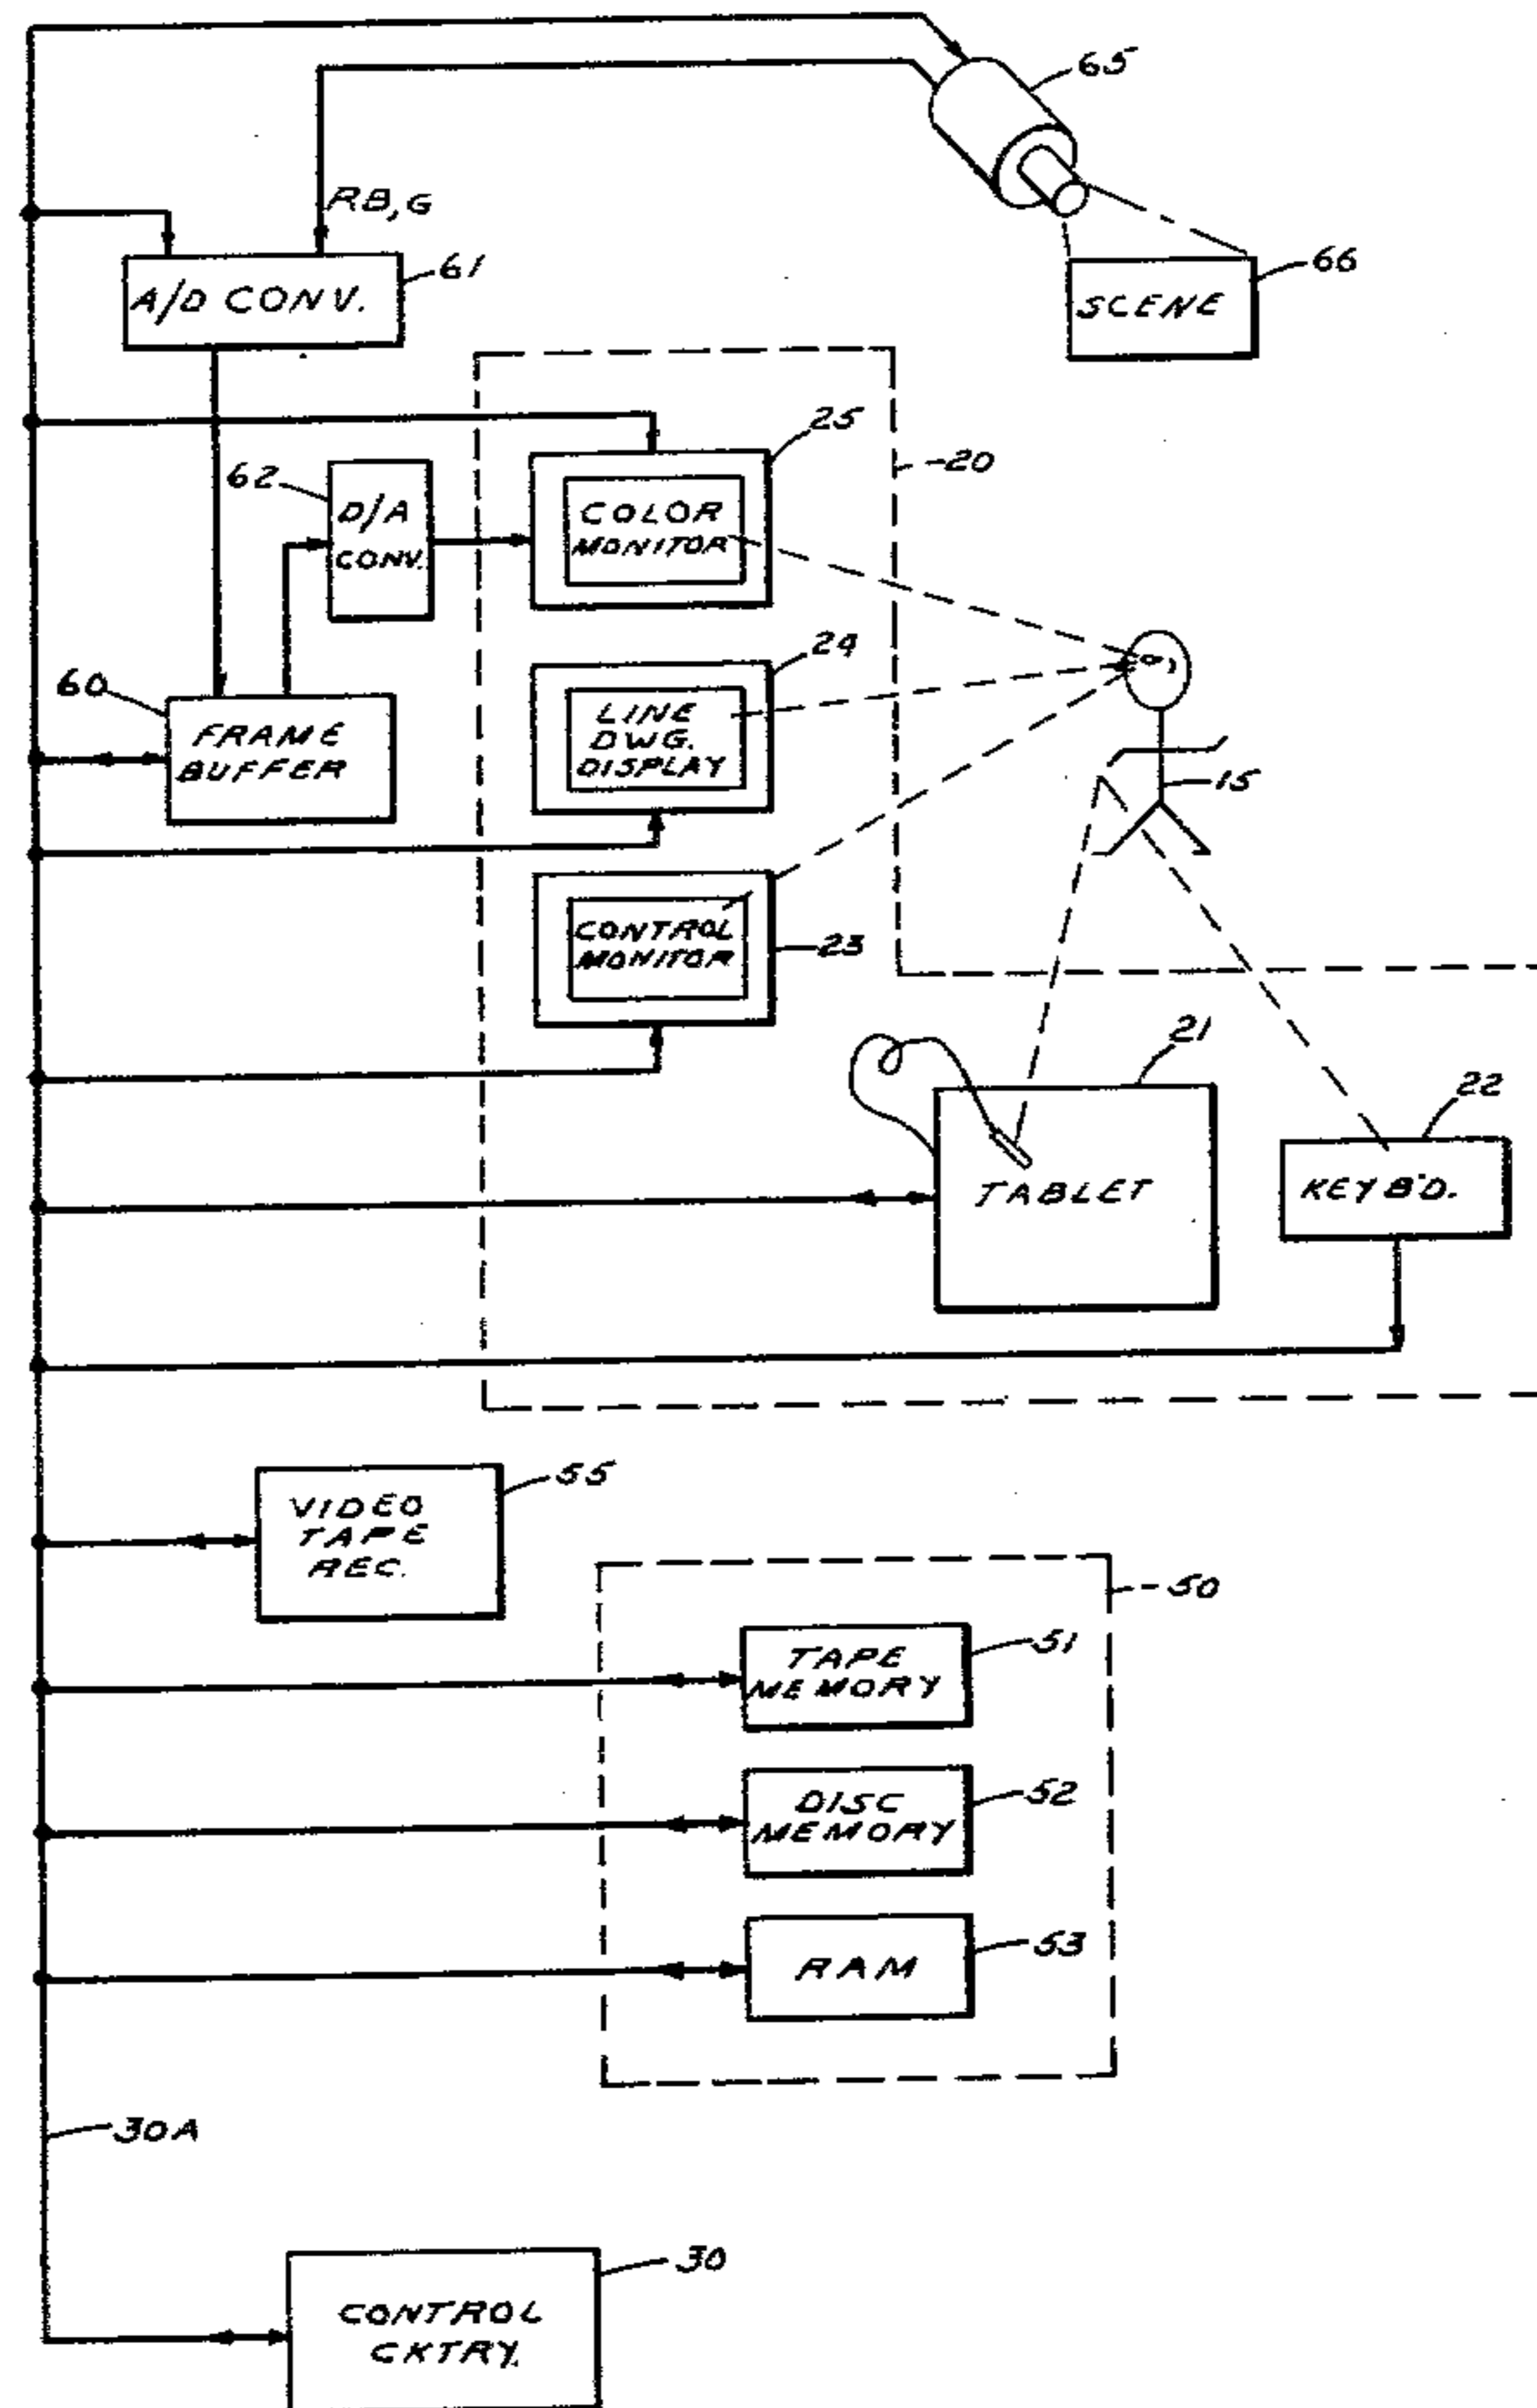 65
RB,G
61
A/D CONV.
66
SCENE
25
-20
62
D/A
CONV.
COLOR
MONITOR
24
60
FRAME
BUFFER
LINE
DWG.
DISPLAY
15
CONTROL
MONITOR
23
21
22
TABLET
KEYB'D.
55
VIDEO
TAPE
REC.
50
51
TAPE
MEMORY
52
DISC
MEMORY
53
RAM
30A
30
CONTROL
CKTRY.